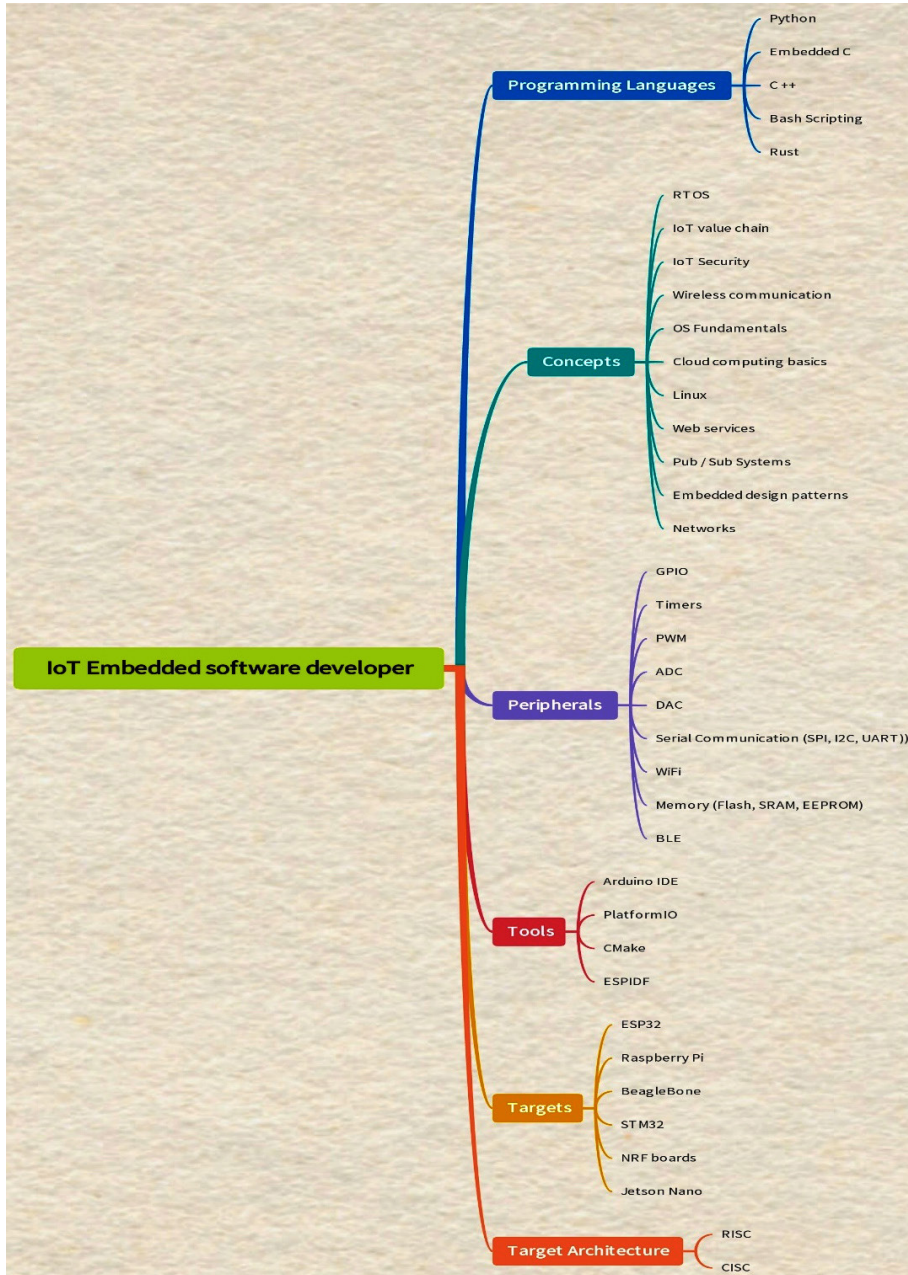 IoT Embedded software developer
Programming Languages
Python
Embedded C
C ++
Bash Scripting
Rust
Concepts
RTOS
IoT value chain
IoT Security
Wireless communication
OS Fundamentals
Cloud computing basics
Linux
Web services
Pub / Sub Systems
Embedded design patterns
Networks
Peripherals
GPIO
Timers
PWM
ADC
DAC
Serial Communication (SPI, I2C, UART))
WiFi
Memory (Flash, SRAM, EEPROM)
BLE
Tools
Arduino IDE
PlatformIO
CMake
ESPIDF
Targets
ESP32
Raspberry Pi
BeagleBone
STM32
NRF boards
Jetson Nano
Target Architecture
RISC
CISC